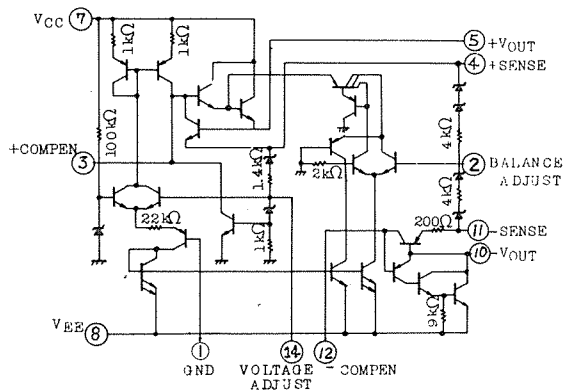 VCC 7
1kΩ 1kΩ
5 +VOUT
4 +SENSE
100kΩ
4kΩ
+COMPEN
3
1.4kΩ
2kΩ
2 BALANCE
ADJUST
4kΩ
22kΩ
1kΩ
200Ω
11 -SENSE
10 -VOUT
9kΩ
VEE 8
1 14 12
GND VOLTAGE - COMPEN
ADJUST